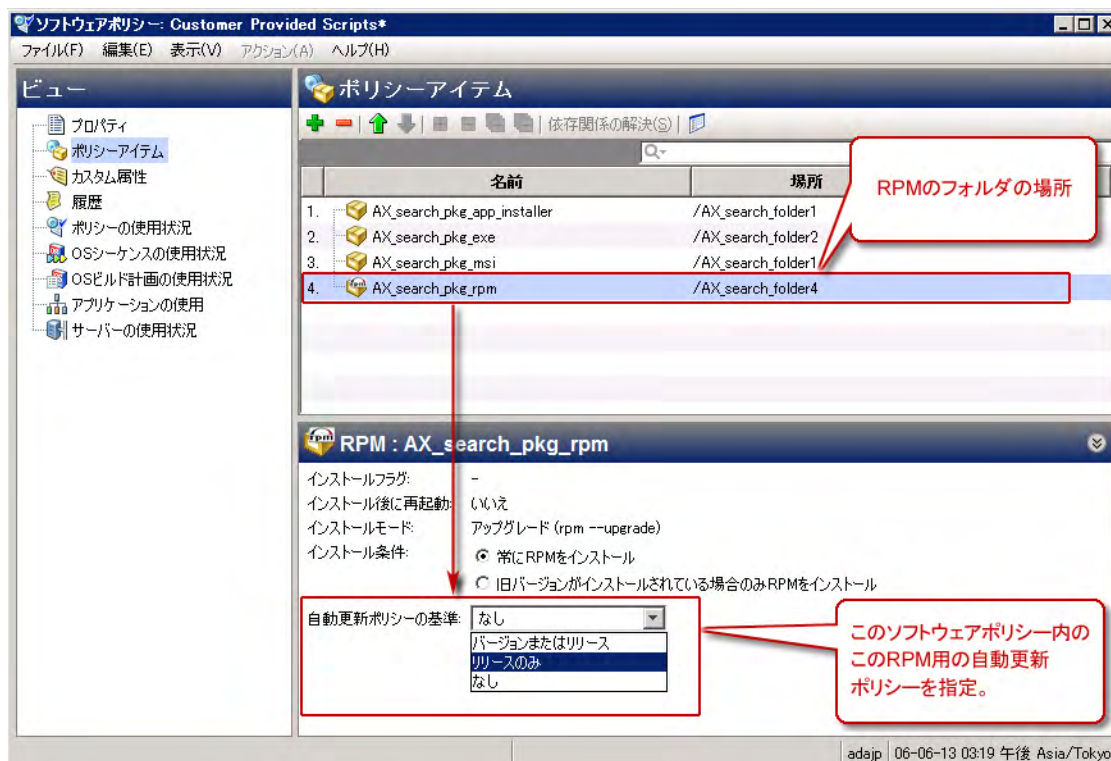 ソフトウェアポリシー: Customer Provided Scripts*
ファイル(F) 編集(E) 表示(V) アクション(A) ヘルプ(H)
ビュー
プロパティ
ポリシーアイテム
カスタム属性
履歴
ポリシーの使用状況
OSシーケンスの使用状況
OSビルド計画の使用状況
アプリケーションの使用
サーバーの使用状況
ポリシーアイテム
依存関係の解決(S)
名前 場所
1. AX_search_pkg_app_installer /AX_search_folder1
2. AX_search_pkg_exe /AX_search_folder2
3. AX_search_pkg_msi /AX_search_folder1
4. AX_search_pkg_rpm /AX_search_folder4
RPMのフォルダの場所
RPM : AX_search_pkg_rpm
インストールフラグ: -
インストール後に再起動: いいえ
インストールモード: アップグレード (rpm --upgrade)
インストール条件: 常にRPMをインストール
旧バージョンがインストールされている場合のみRPMをインストール
自動更新ポリシーの基準: なし
バージョンまたはリリース
リリースのみ
なし
このソフトウェアポリシー内の
このRPM用の自動更新
ポリシーを指定。
adajp 06-06-13 03:19 午後 Asia/Tokyo